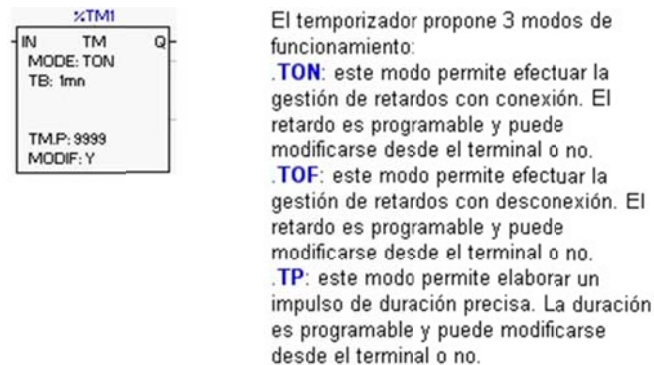 %TM1
IN TM Q
MODE: TON
TB: 1mn
TM.P: 9999
MODIF: Y
El temporizador propone 3 modos de
funcionamiento:
.TON: este modo permite efectuar la
gestión de retardos con conexión. El
retardo es programable y puede
modificarse desde el terminal o no.
.TOF: este modo permite efectuar la
gestión de retardos con desconexión. El
retardo es programable y puede
modificarse desde el terminal o no.
.TP: este modo permite elaborar un
impulso de duración precisa. La duración
es programable y puede modificarse
desde el terminal o no.